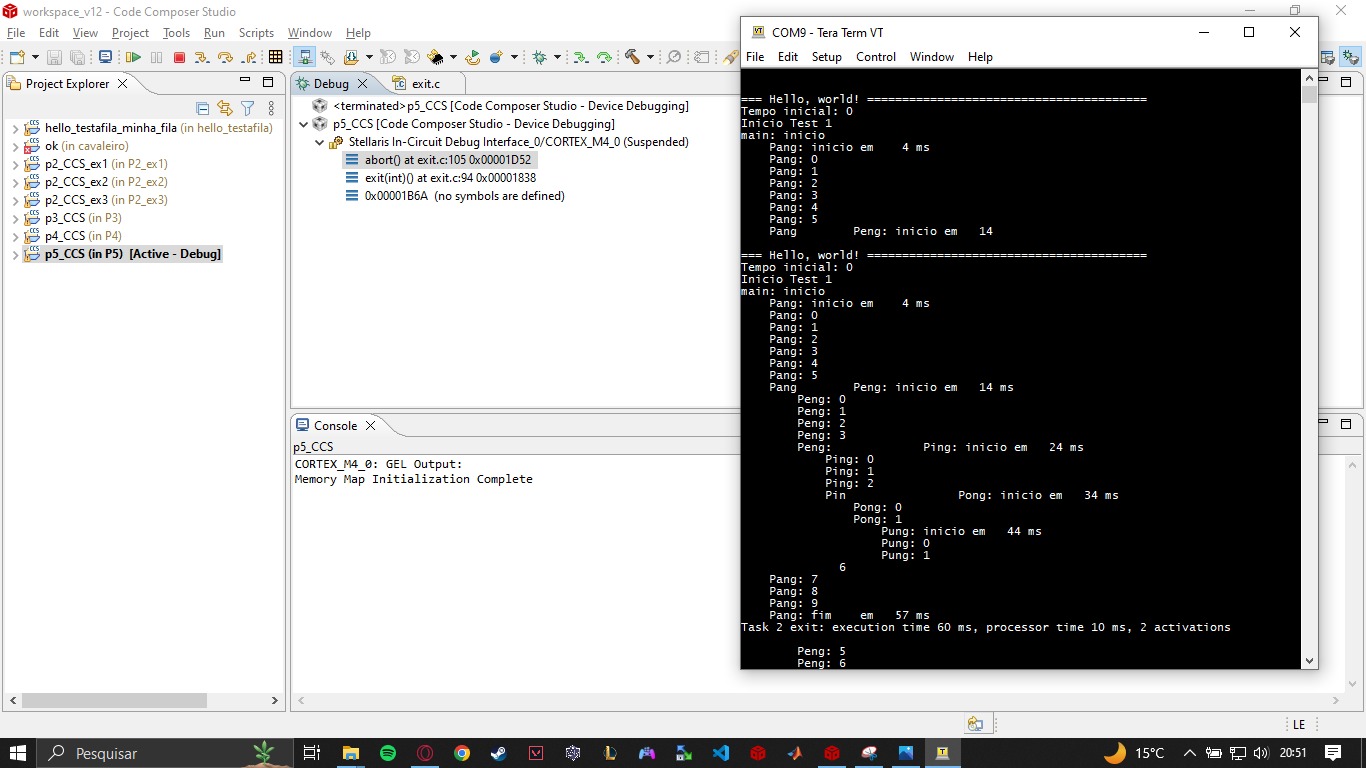 workspace_v12 - Code Composer Studio
File Edit View Project Tools Run Scripts Window Help
Project Explorer
hello_testafila_minha_fila (in hello_testafila)
ok (in cavaleiro)
p2_CCS_ex1 (in P2_ex1)
p2_CCS_ex2 (in P2_ex2)
p2_CCS_ex3 (in P2_ex3)
p3_CCS (in P3)
p4_CCS (in P4)
p5_CCS (in P5) [Active - Debug]
Debug
exit.c
<terminated>p5_CCS [Code Composer Studio - Device Debugging]
p5_CCS [Code Composer Studio - Device Debugging]
Stellaris In-Circuit Debug Interface_0/CORTEX_M4_0 (Suspended)
abort() at exit.c:105 0x00001D52
exit(int)() at exit.c:94 0x00001838
0x00001B6A (no symbols are defined)
Console
p5_CCS
CORTEX_M4_0: GEL Output:
Memory Map Initialization Complete
COM9 - Tera Term VT
File Edit Setup Control Window Help
=== Hello, world! ========================================
Tempo inicial: 0
Inicio Test 1
main: inicio
Pang: inicio em 4 ms
Pang: 0
Pang: 1
Pang: 2
Pang: 3
Pang: 4
Pang: 5
Pang Peng: inicio em 14
=== Hello, world! ========================================
Tempo inicial: 0
Inicio Test 1
main: inicio
Pang: inicio em 4 ms
Pang: 0
Pang: 1
Pang: 2
Pang: 3
Pang: 4
Pang: 5
Pang Peng: inicio em 14 ms
Peng: 0
Peng: 1
Peng: 2
Peng: 3
Peng: Ping: inicio em 24 ms
Ping: 0
Ping: 1
Ping: 2
Pin Pong: inicio em 34 ms
Pong: 0
Pong: 1
Pung: inicio em 44 ms
Pung: 0
Pung: 1
6
Pang: 7
Pang: 8
Pang: 9
Pang: fim em 57 ms
Task 2 exit: execution time 60 ms, processor time 10 ms, 2 activations
Peng: 5
Peng: 6
LE
Pesquisar
15°C
20:51